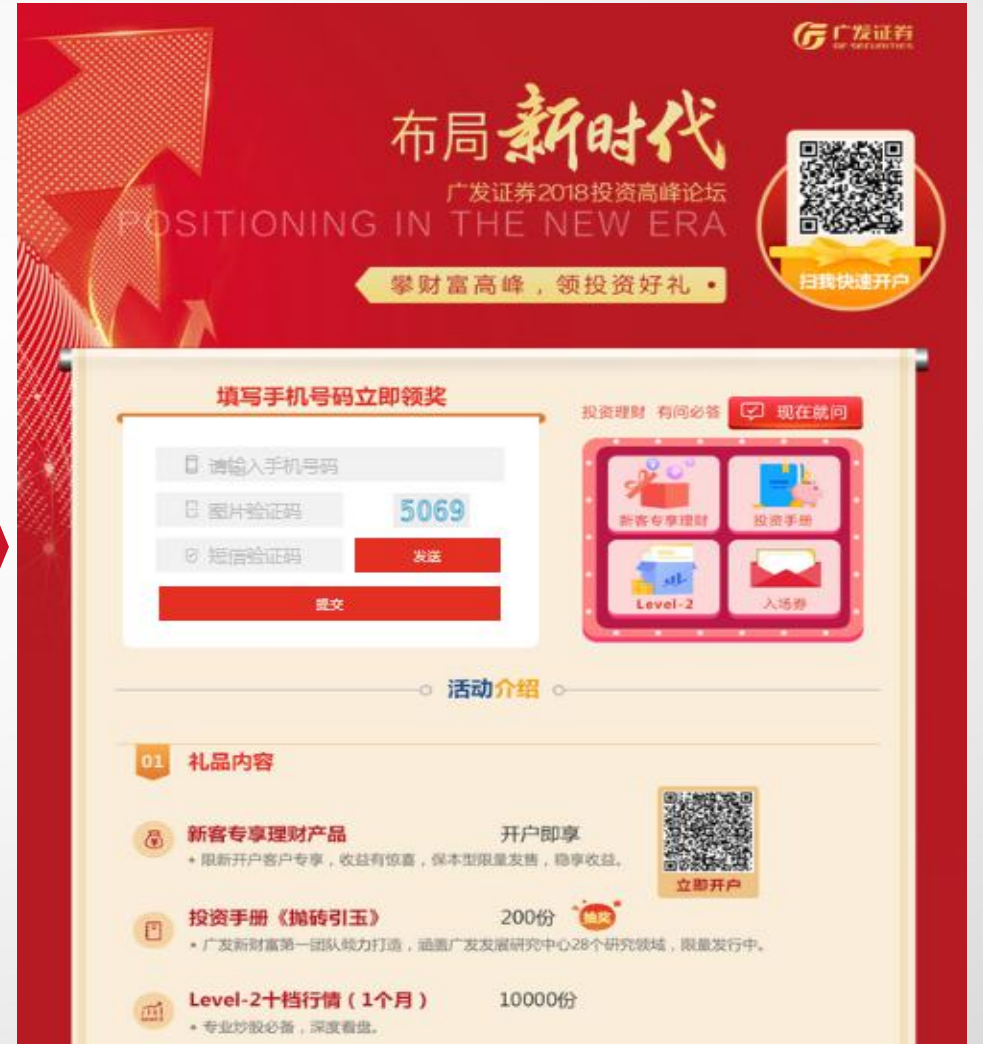 广发证券
GF SECURITIES
布局新时代
广发证券2018投资高峰论坛
POSITIONING IN THE NEW ERA
攀财富高峰，领投资好礼 •
扫我快速开户
填写手机号码立即领奖
投资理财 有问必答 现在就问
请输入手机号码
图片验证码 5069
短信验证码 发送
提交
新客专享理财 投资手册
Level-2 入场券
活动介绍
01 礼品内容
新客专享理财产品 开户即享
• 限新开户客户专享，收益有惊喜，保本型限量发售，稳享收益。
立即开户
投资手册《抛砖引玉》 200份 抽奖
• 广发新财富第一团队倾力打造，涵盖广发发展研究中心28个研究领域，限量发行中。
Level-2十档行情（1个月） 10000份
• 专业炒股必备，深度看盘。